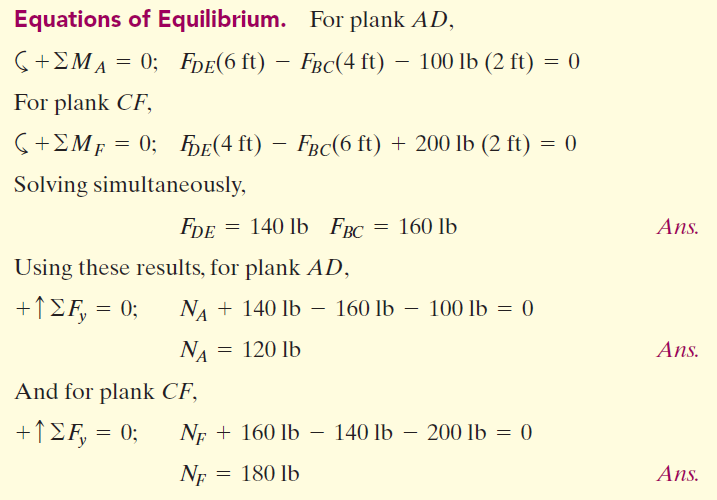 Equations of Equilibrium. For plank AD,
↺+ΣM_A = 0; F_DE(6 ft) − F_BC(4 ft) − 100 lb (2 ft) = 0
For plank CF,
↺+ΣM_F = 0; F_DE(4 ft) − F_BC(6 ft) + 200 lb (2 ft) = 0
Solving simultaneously,
F_DE = 140 lb F_BC = 160 lb Ans.
Using these results, for plank AD,
+↑ΣF_y = 0; N_A + 140 lb − 160 lb − 100 lb = 0
N_A = 120 lb Ans.
And for plank CF,
+↑ΣF_y = 0; N_F + 160 lb − 140 lb − 200 lb = 0
N_F = 180 lb Ans.